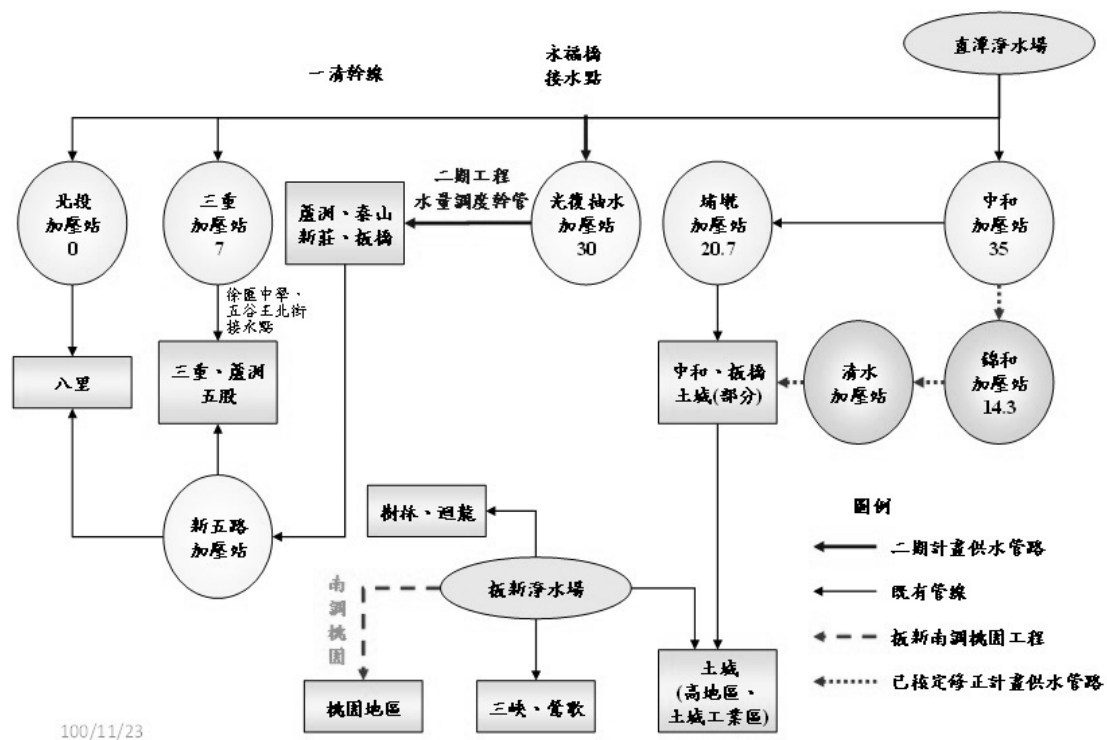 直潭淨水場
永福橋
接水點
一清幹線
北投
加壓站
0
三重
加壓站
7
蘆洲、泰山
新莊、板橋
二期工程
水量調度幹管
光復抽水
加壓站
30
埔墘
加壓站
20.7
中和
加壓站
35
徐匯中學、
五谷王北街
接水點
八里
三重、蘆洲
五股
中和、板橋
土城(部分)
清水
加壓站
錦和
加壓站
14.3
新五路
加壓站
樹林、迴龍
板新淨水場
南
調
桃
園
桃園地區
三峽、鶯歌
土城
(高地區、
土城工業區)
圖例
二期計畫供水管路
既有管線
板新南調桃園工程
已核定修正計畫供水管路
100/11/23